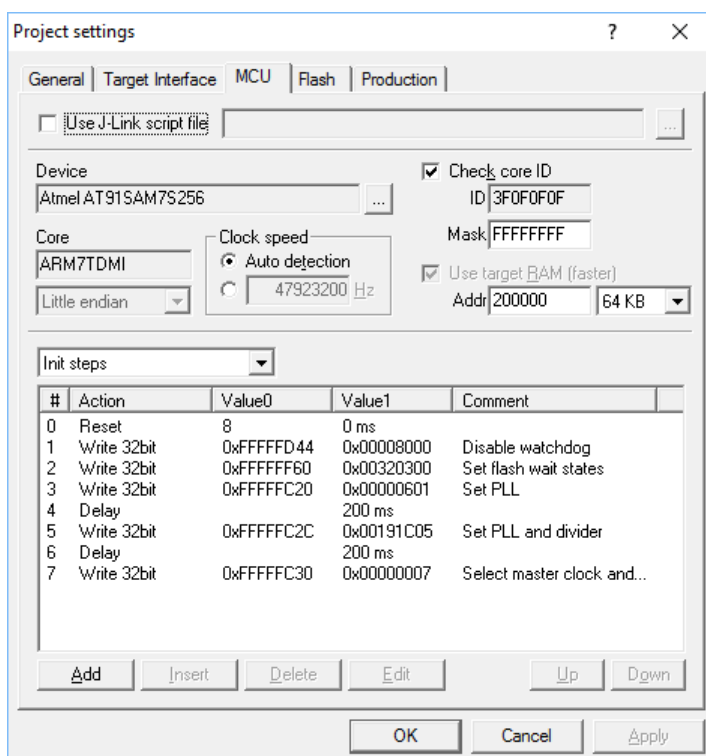 Project settings ? ×
General Target Interface MCU Flash Production
Use J-Link script file ...
Device
Atmel AT91SAM7S256 ...
Check core ID
ID 3F0F0F0F
Mask FFFFFFFF
Core
ARM7TDMI
Little endian
Clock speed
Auto detection
47923200 Hz
Use target RAM (faster)
Addr 200000 64 KB
Init steps
# Action Value0 Value1 Comment
0 Reset 8 0 ms
1 Write 32bit 0xFFFFFD44 0x00008000 Disable watchdog
2 Write 32bit 0xFFFFFF60 0x00320300 Set flash wait states
3 Write 32bit 0xFFFFFC20 0x00000601 Set PLL
4 Delay 200 ms
5 Write 32bit 0xFFFFFC2C 0x00191C05 Set PLL and divider
6 Delay 200 ms
7 Write 32bit 0xFFFFFC30 0x00000007 Select master clock and...
Add Insert Delete Edit Up Down
OK Cancel Apply